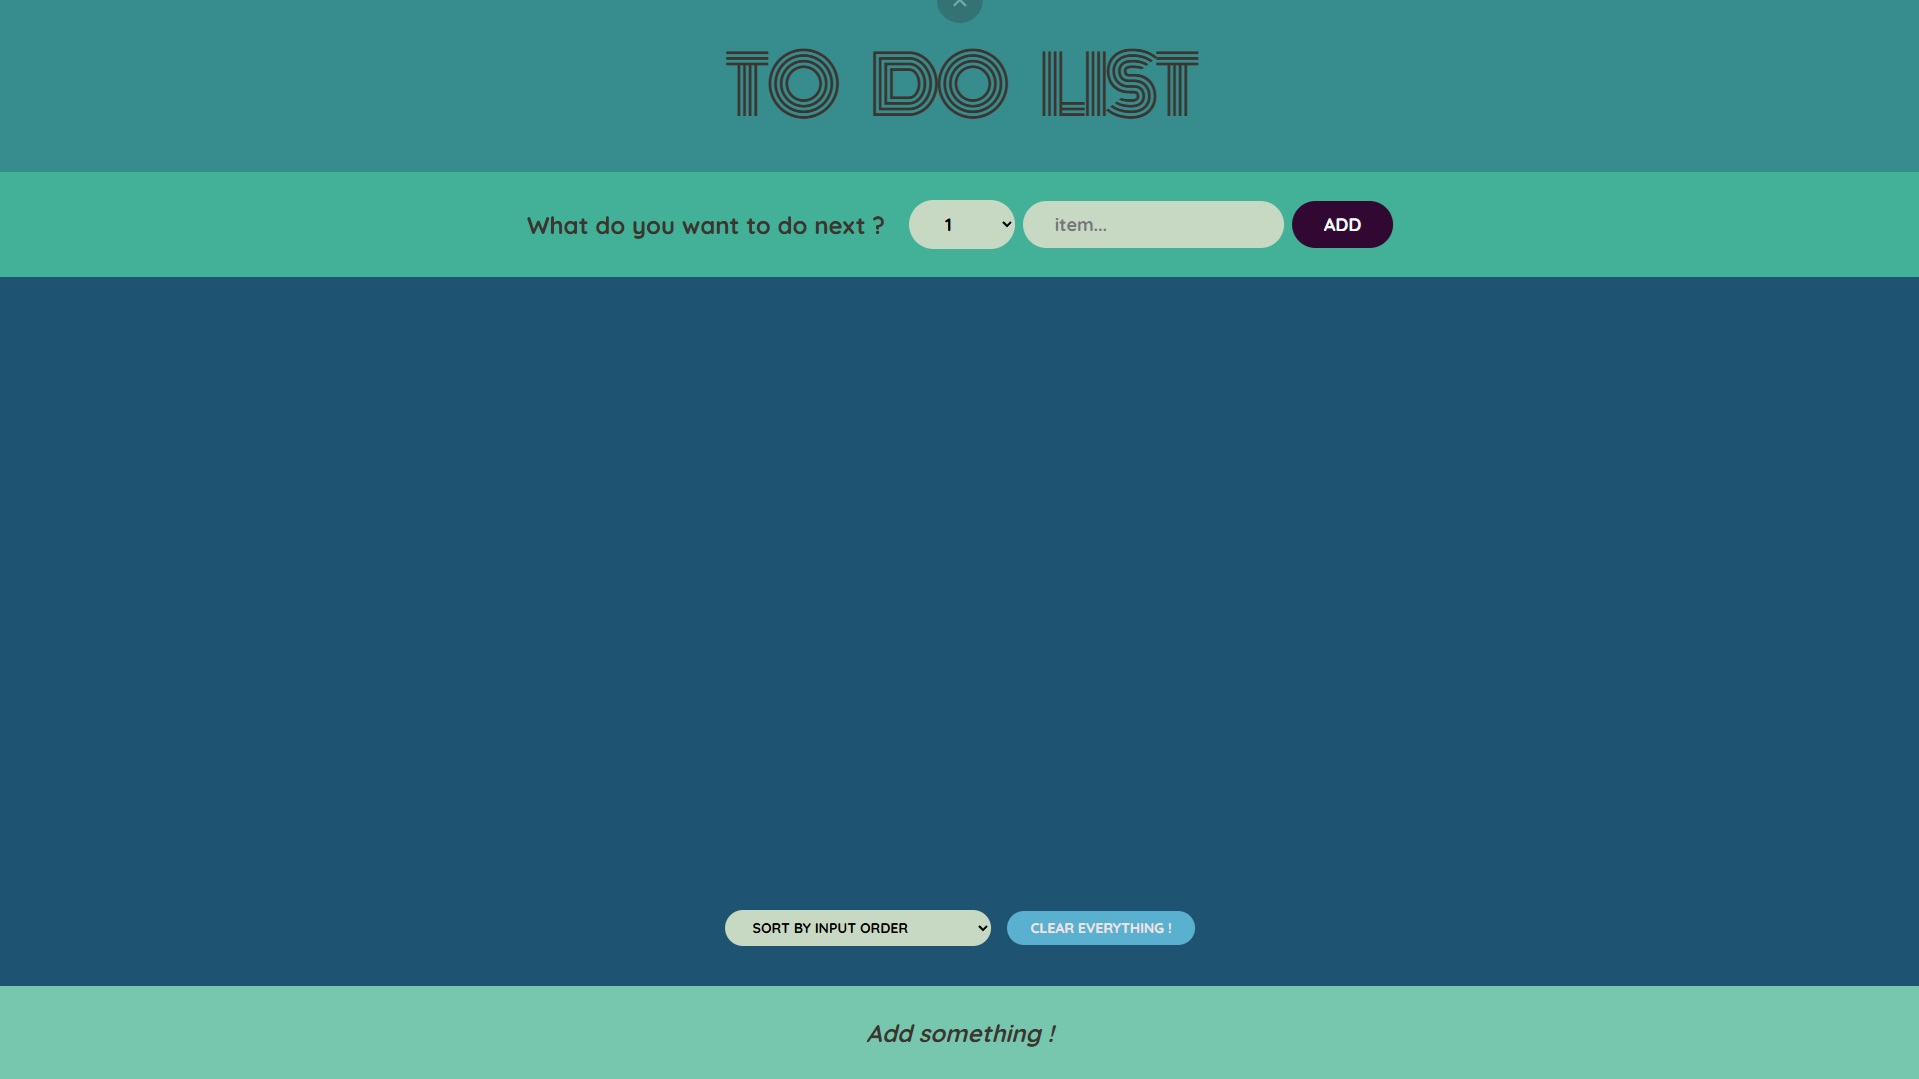 TO DO LIST
What do you want to do next ? 1 item... ADD
SORT BY INPUT ORDER CLEAR EVERYTHING !
Add something !